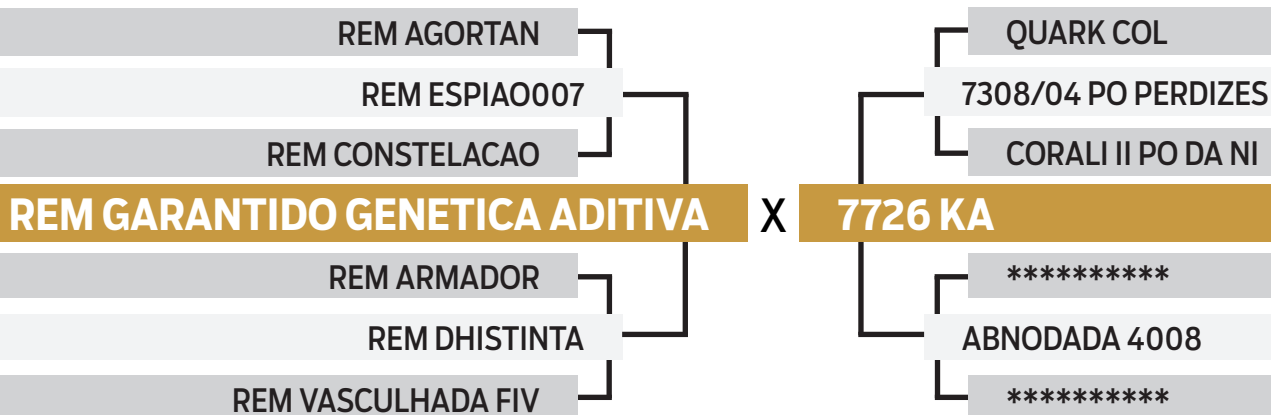 REM AGORTAN
QUARK COL
REM ESPIAO007
7308/04 PO PERDIZES
REM CONSTELACAO
CORALI II PO DA NI
REM GARANTIDO GENETICA ADITIVA X 7726 KA
REM ARMADOR
**********
REM DHISTINTA
ABNODADA 4008
REM VASCULHADA FIV
**********